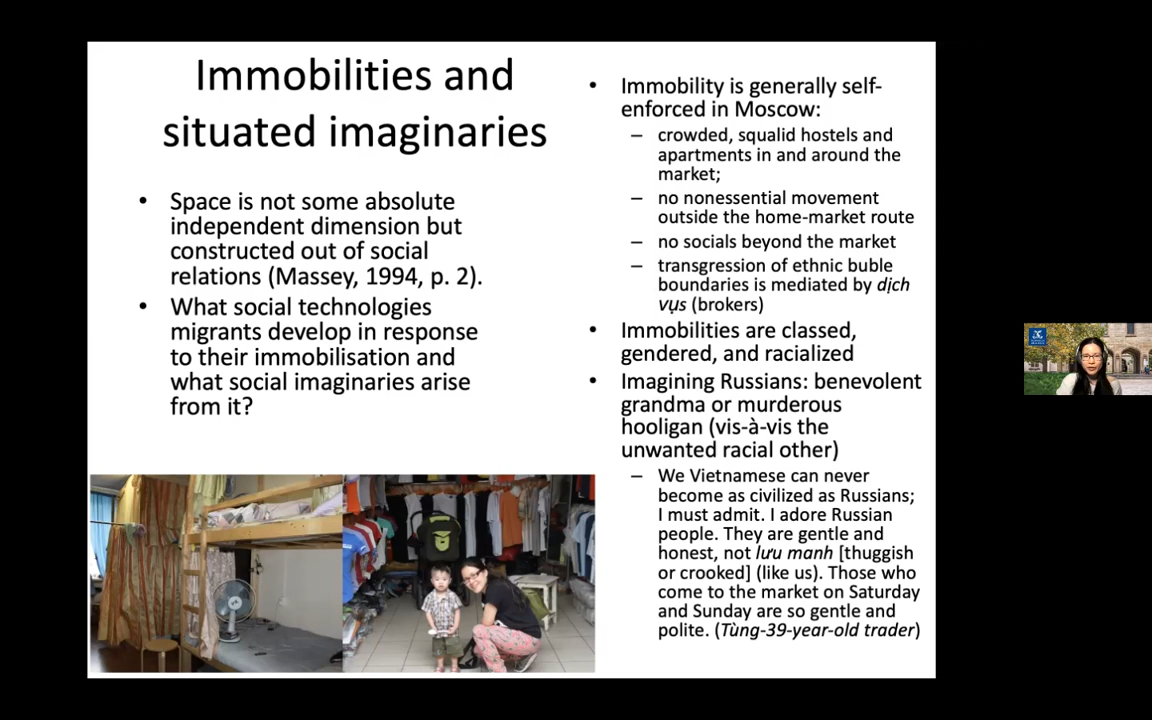 Immobilities and
situated imaginaries
• Space is not some absolute
independent dimension but
constructed out of social
relations (Massey, 1994, p. 2).
• What social technologies
migrants develop in response
to their immobilisation and
what social imaginaries arise
from it?
• Immobility is generally self-
enforced in Moscow:
– crowded, squalid hostels and
apartments in and around the
market;
– no nonessential movement
outside the home-market route
– no socials beyond the market
– transgression of ethnic buble
boundaries is mediated by dịch
vụs (brokers)
• Immobilities are classed,
gendered, and racialized
• Imagining Russians: benevolent
grandma or murderous
hooligan (vis-à-vis the
unwanted racial other)
– We Vietnamese can never
become as civilized as Russians;
I must admit. I adore Russian
people. They are gentle and
honest, not lưu manh [thuggish
or crooked] (like us). Those who
come to the market on Saturday
and Sunday are so gentle and
polite. (Tùng-39-year-old trader)